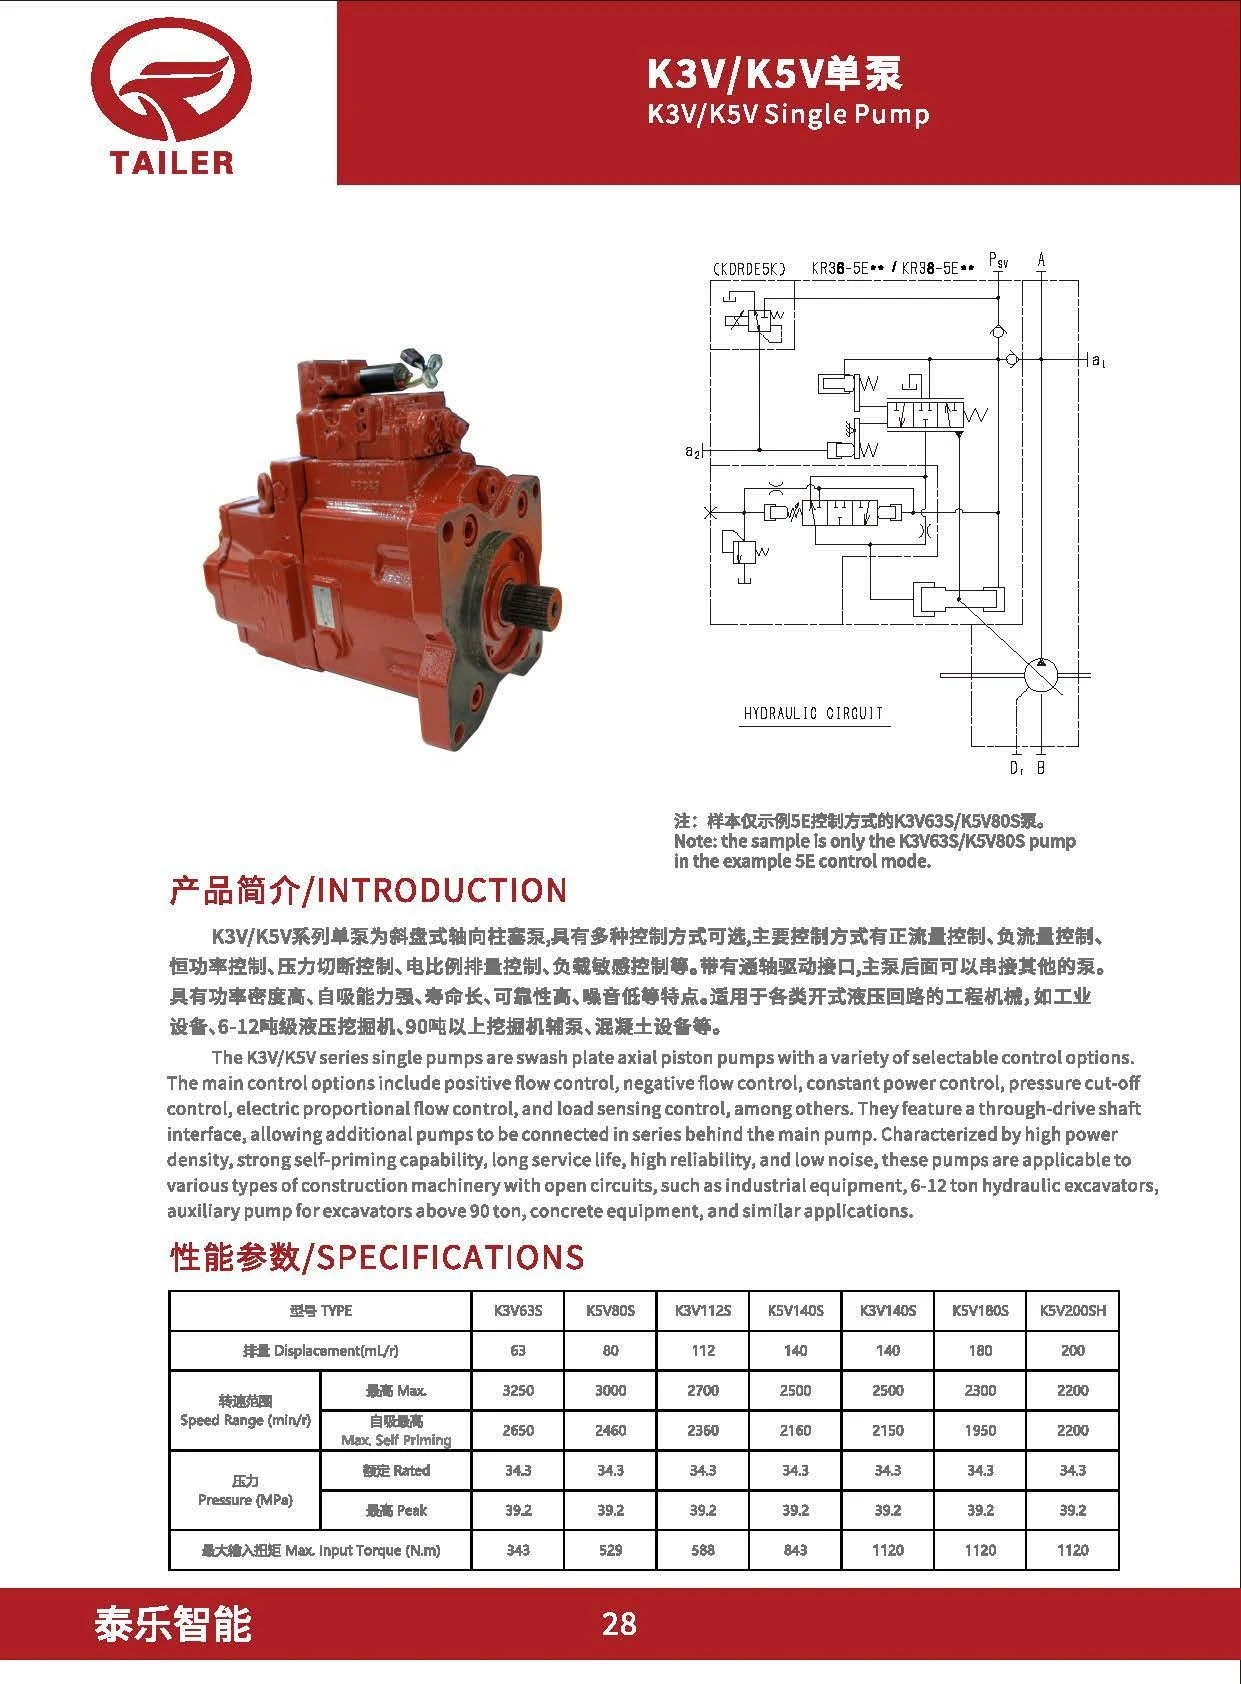 TAILER
K3V/K5V单泵
K3V/K5V Single Pump
(KDRDE5K) KR36-5E** / KR38-5E** Psv A
a1
a2
HYDRAULIC CIRCUIT
Dr B
注：样本仅示例5E控制方式的K3V63S/K5V80S泵。
Note: the sample is only the K3V63S/K5V80S pump
in the example 5E control mode.
产品简介/INTRODUCTION
K3V/K5V系列单泵为斜盘式轴向柱塞泵,具有多种控制方式可选,主要控制方式有正流量控制、负流量控制、
恒功率控制、压力切断控制、电比例排量控制、负载敏感控制等。带有通轴驱动接口,主泵后面可以串接其他的泵。
具有功率密度高、自吸能力强、寿命长、可靠性高、噪音低等特点。适用于各类开式液压回路的工程机械,如工业
设备、6-12吨级液压挖掘机、90吨以上挖掘机辅泵、混凝土设备等。
The K3V/K5V series single pumps are swash plate axial piston pumps with a variety of selectable control options.
The main control options include positive flow control, negative flow control, constant power control, pressure cut-off
control, electric proportional flow control, and load sensing control, among others. They feature a through-drive shaft
interface, allowing additional pumps to be connected in series behind the main pump. Characterized by high power
density, strong self-priming capability, long service life, high reliability, and low noise, these pumps are applicable to
various types of construction machinery with open circuits, such as industrial equipment, 6-12 ton hydraulic excavators,
auxiliary pump for excavators above 90 ton, concrete equipment, and similar applications.
性能参数/SPECIFICATIONS
型号 TYPE K3V63S K5V80S K3V112S K5V140S K3V140S K5V180S K5V200SH
排量 Displacement(mL/r) 63 80 112 140 140 180 200
转速范围
Speed Range (min/r)
最高 Max. 3250 3000 2700 2500 2500 2300 2200
自吸最高
Max. Self Priming 2650 2460 2360 2160 2150 1950 2200
压力
Pressure (MPa)
额定 Rated 34.3 34.3 34.3 34.3 34.3 34.3 34.3
最高 Peak 39.2 39.2 39.2 39.2 39.2 39.2 39.2
最大输入扭矩 Max. Input Torque (N.m) 343 529 588 843 1120 1120 1120
泰乐智能
28